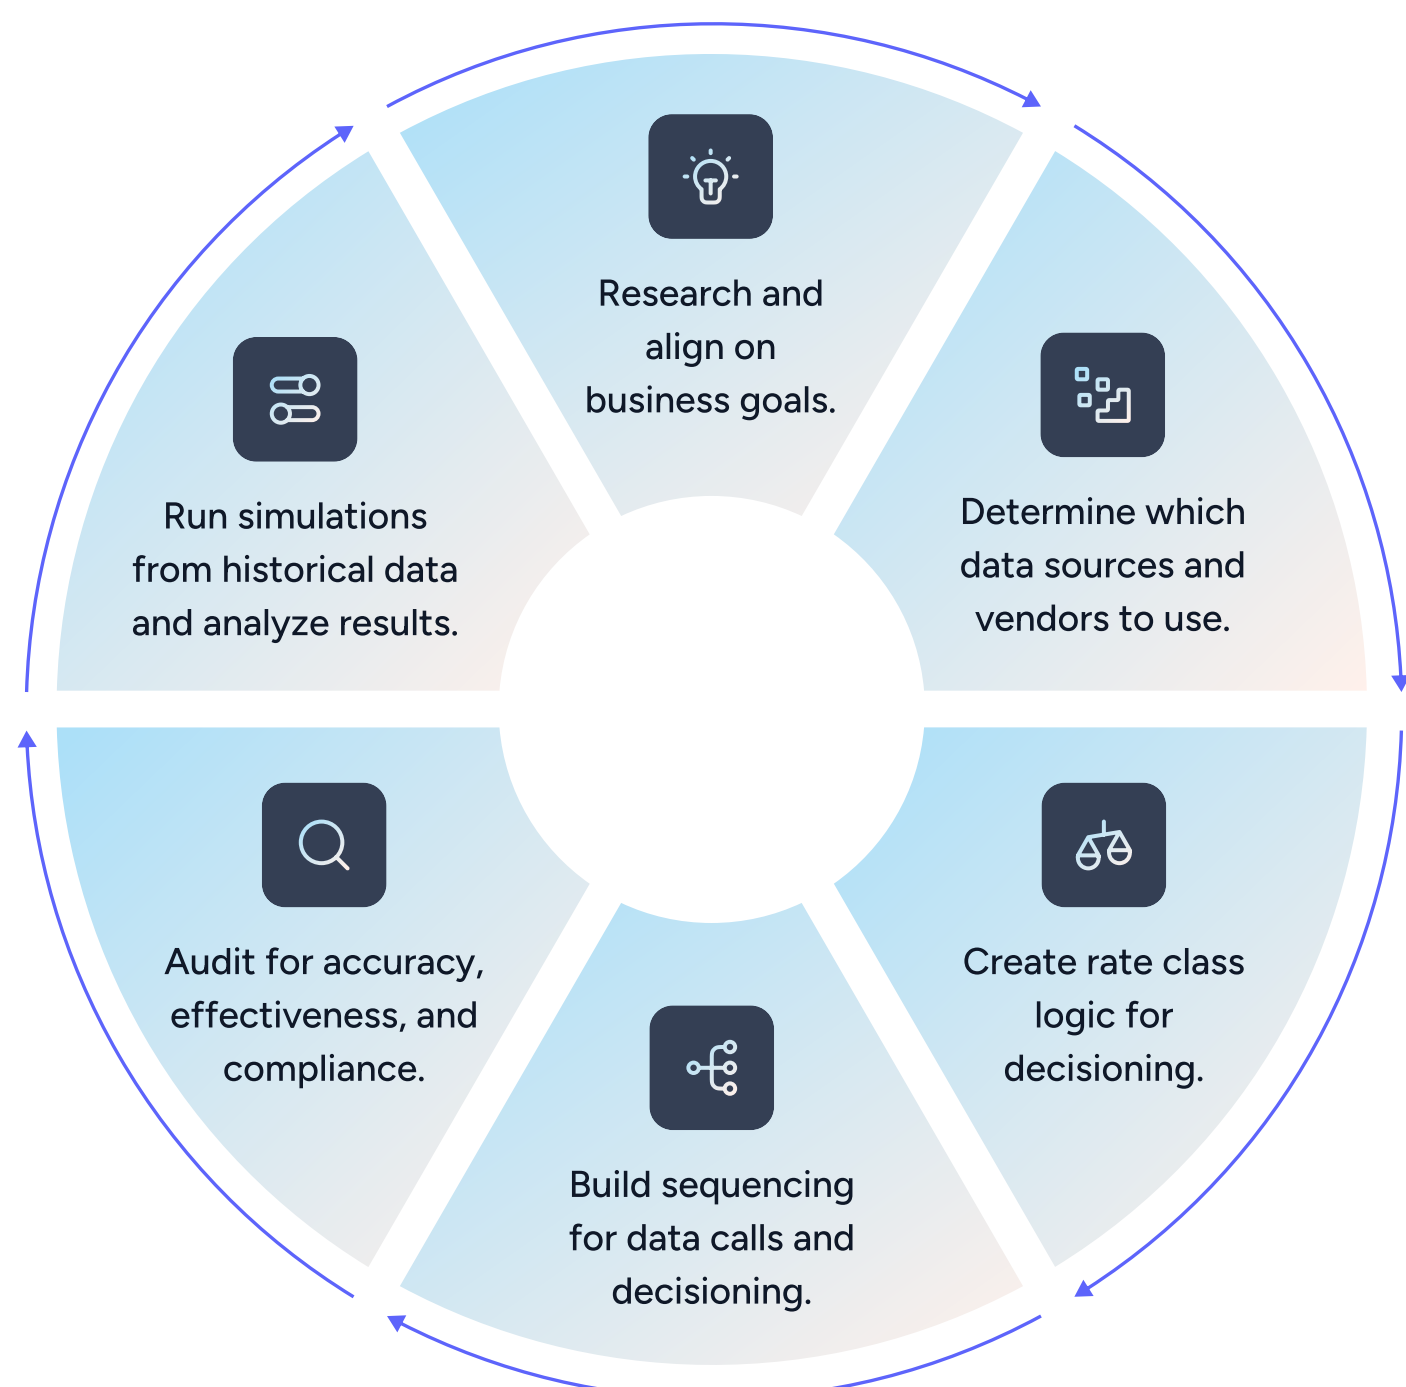 Research and
align on
business goals.
Determine which
data sources and
vendors to use.
Create rate class
logic for
decisioning.
Build sequencing
for data calls and
decisioning.
Audit for accuracy,
effectiveness, and
compliance.
Run simulations
from historical data
and analyze results.